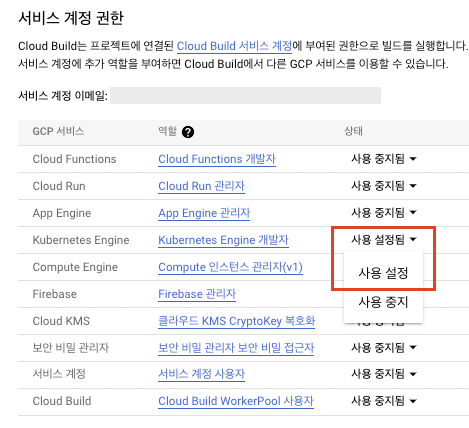 서비스 계정 권한
Cloud Build는 프로젝트에 연결된 Cloud Build 서비스 계정에 부여된 권한으로 빌드를 실행합니다.
서비스 계정에 추가 역할을 부여하면 Cloud Build에서 다른 GCP 서비스를 이용할 수 있습니다.
서비스 계정 이메일:
GCP 서비스 역할 ? 상태
Cloud Functions Cloud Functions 개발자 사용 중지됨
Cloud Run Cloud Run 관리자 사용 중지됨
App Engine App Engine 관리자 사용 중지됨
Kubernetes Engine Kubernetes Engine 개발자 사용 설정됨
Compute Engine Compute 인스턴스 관리자(v1) 사용 설정
Firebase Firebase 관리자 사용 중지
Cloud KMS 클라우드 KMS CryptoKey 복호화
보안 비밀 관리자 보안 비밀 관리자 보안 비밀 접근자 사용 중지됨
서비스 계정 서비스 계정 사용자 사용 중지됨
Cloud Build Cloud Build WorkerPool 사용자 사용 중지됨